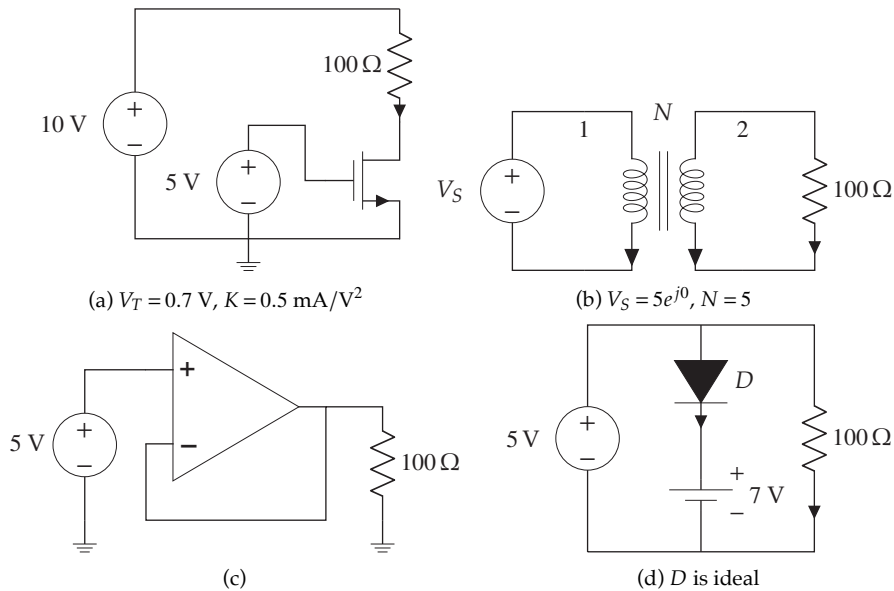 10 V
+
−
5 V
+
−
100 Ω
(a) V_T = 0.7 V, K = 0.5 mA/V²
V_S
+
−
1
N
2
100 Ω
(b) V_S = 5e^{j0}, N = 5
5 V
+
−
+
−
100 Ω
(c)
5 V
+
−
D
+
7 V
−
100 Ω
(d) D is ideal